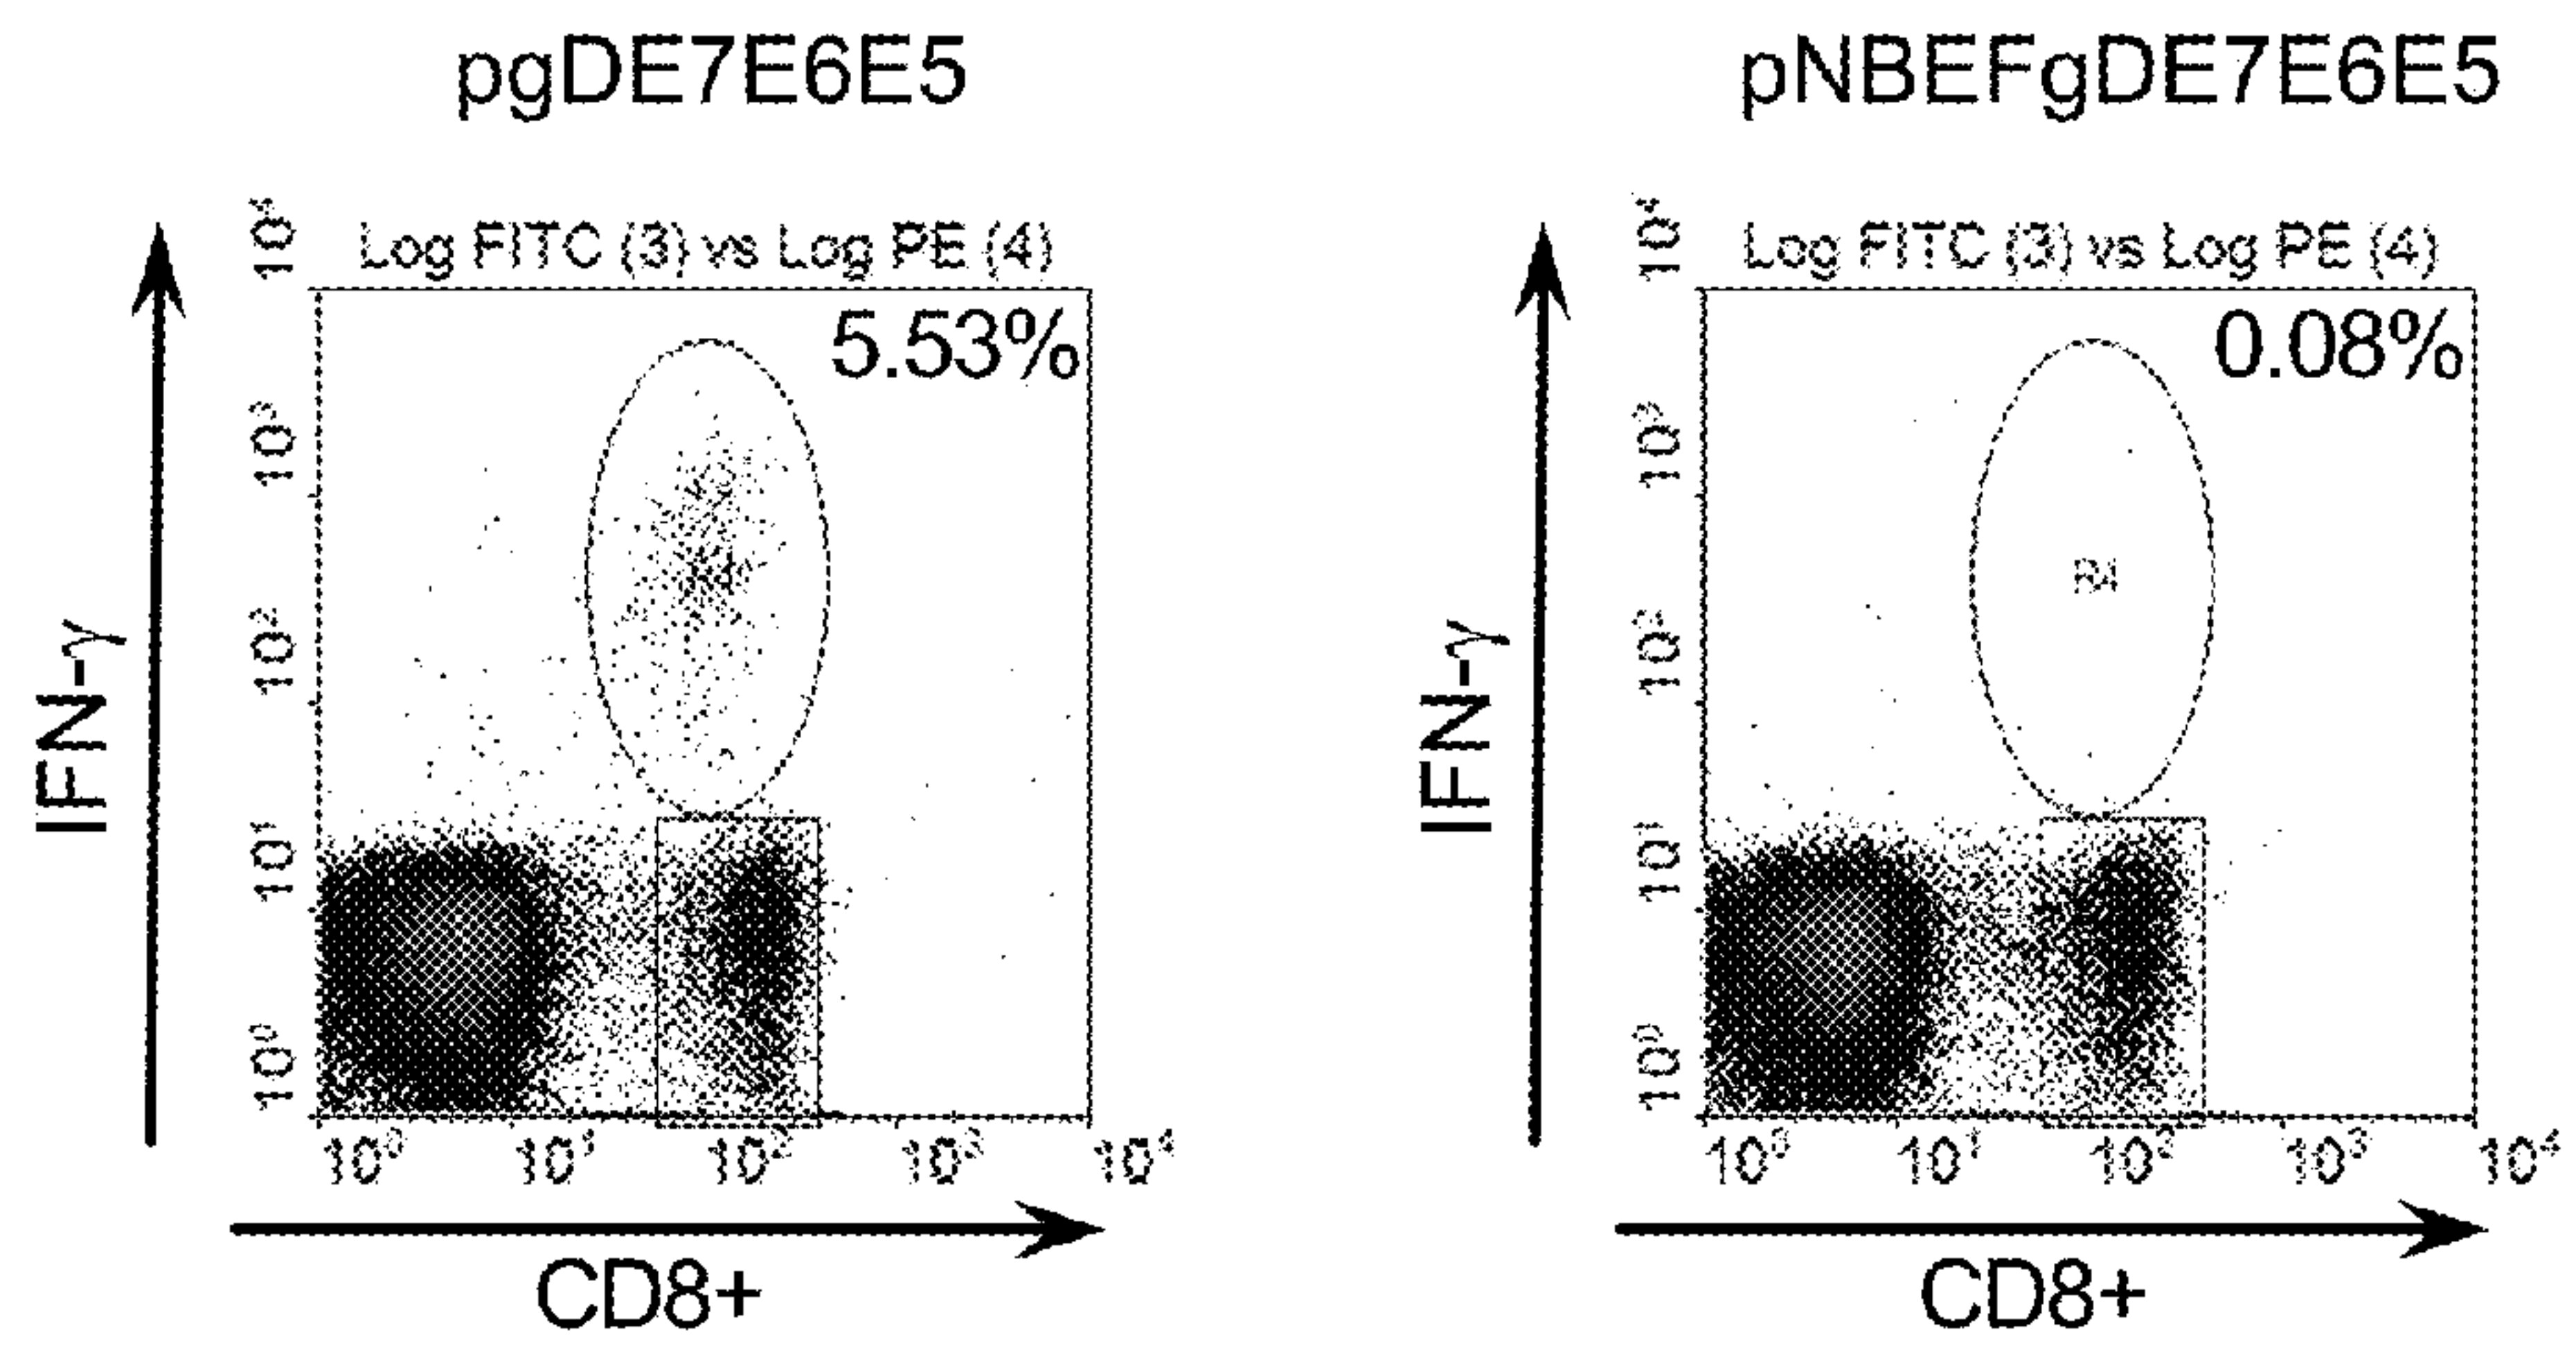 pgDE7E6E5
Log FITC (3) vs Log PE (4)
5.53%
IFN-γ
10⁴
10³
10²
10¹
10⁰
10⁰ 10¹ 10² 10³ 10⁴
CD8+
pNBEFgDE7E6E5
Log FITC (3) vs Log PE (4)
0.08%
R4
IFN-γ
10⁴
10³
10²
10¹
10⁰
10⁰ 10¹ 10² 10³ 10⁴
CD8+